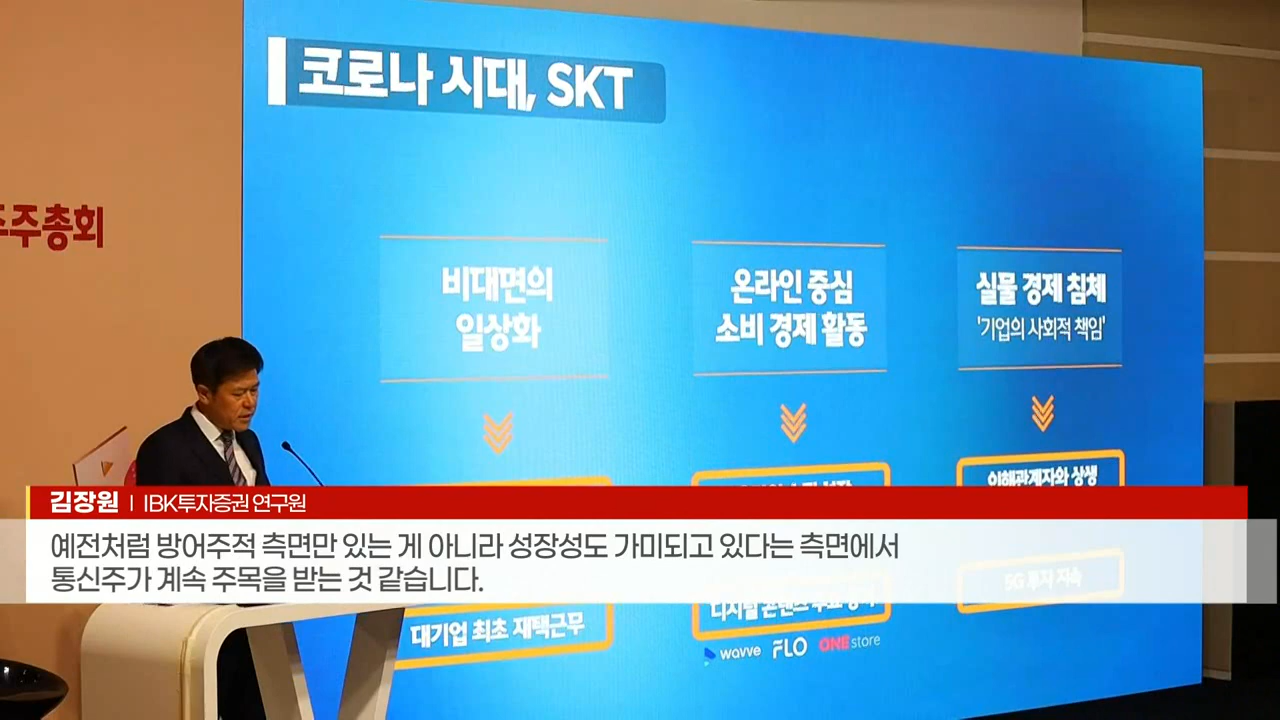 코로나 시대, SKT
주주총회
비대면의
일상화
온라인 중심
소비 경제 활동
실물 경제 침체
'기업의 사회적 책임'
이해관계자와 상생
김장원 | IBK투자증권 연구원
예전처럼 방어주적 측면만 있는 게 아니라 성장성도 가미되고 있다는 측면에서
통신주가 계속 주목을 받는 것 같습니다.
5G 투자 지속
대기업 최초 재택근무
디지털 콘텐츠
wavve FLO ONE store